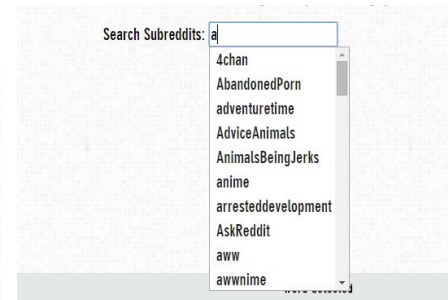 Search Subreddits: a
4chan
AbandonedPorn
adventuretime
AdviceAnimals
AnimalsBeingJerks
anime
arresteddevelopment
AskReddit
aww
awwnime